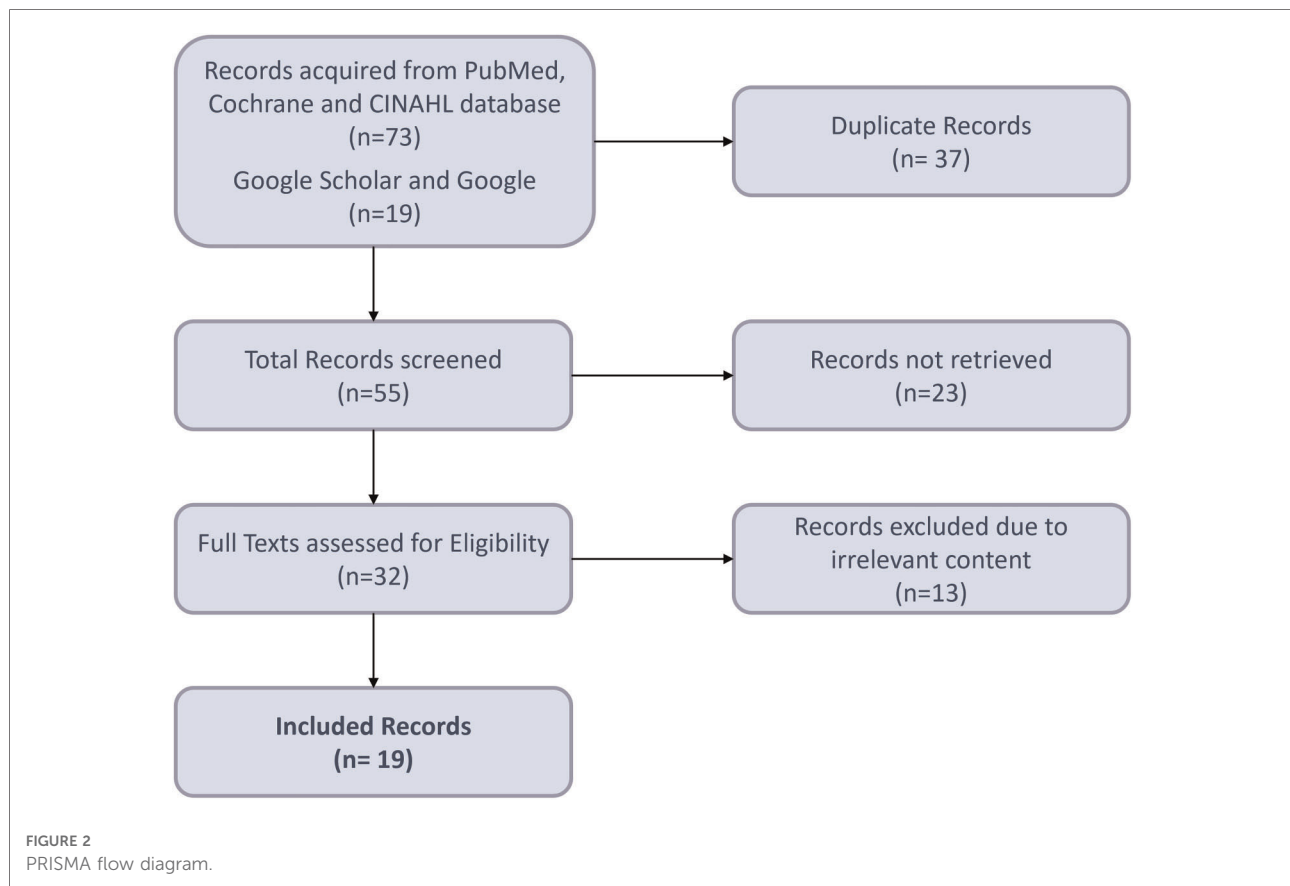 Records acquired from PubMed,
Cochrane and CINAHL database
(n=73)
Google Scholar and Google
(n=19)
Duplicate Records
(n= 37)
Total Records screened
(n=55)
Records not retrieved
(n=23)
Full Texts assessed for Eligibility
(n=32)
Records excluded due to
irrelevant content
(n=13)
Included Records
(n= 19)
FIGURE 2
PRISMA flow diagram.